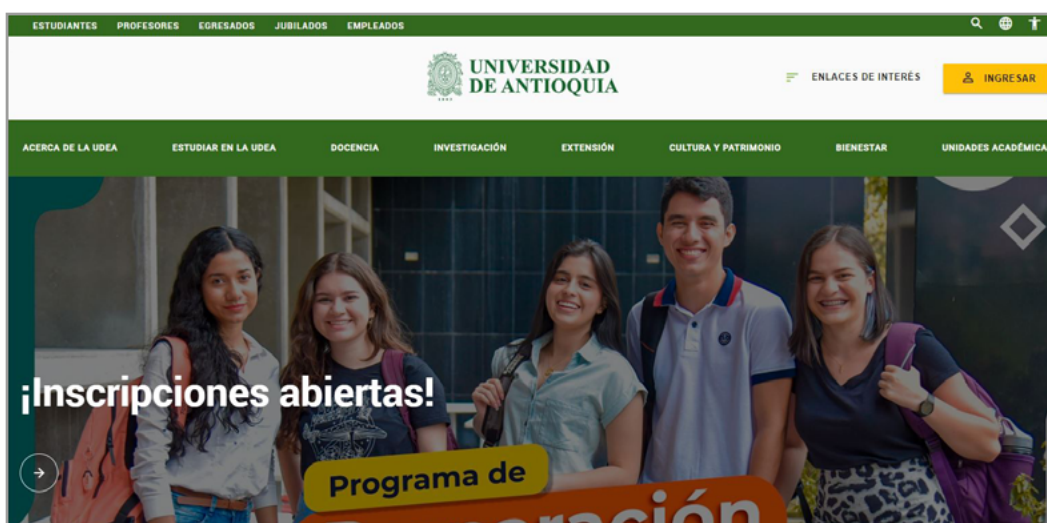 ESTUDIANTES PROFESORES EGRESADOS JUBILADOS EMPLEADOS
UNIVERSIDAD
DE ANTIOQUIA
ENLACES DE INTERÉS
INGRESAR
ACERCA DE LA UDEA ESTUDIAR EN LA UDEA DOCENCIA INVESTIGACIÓN EXTENSIÓN CULTURA Y PATRIMONIO BIENESTAR UNIDADES ACADÉMICA
¡Inscripciones abiertas!
Programa de